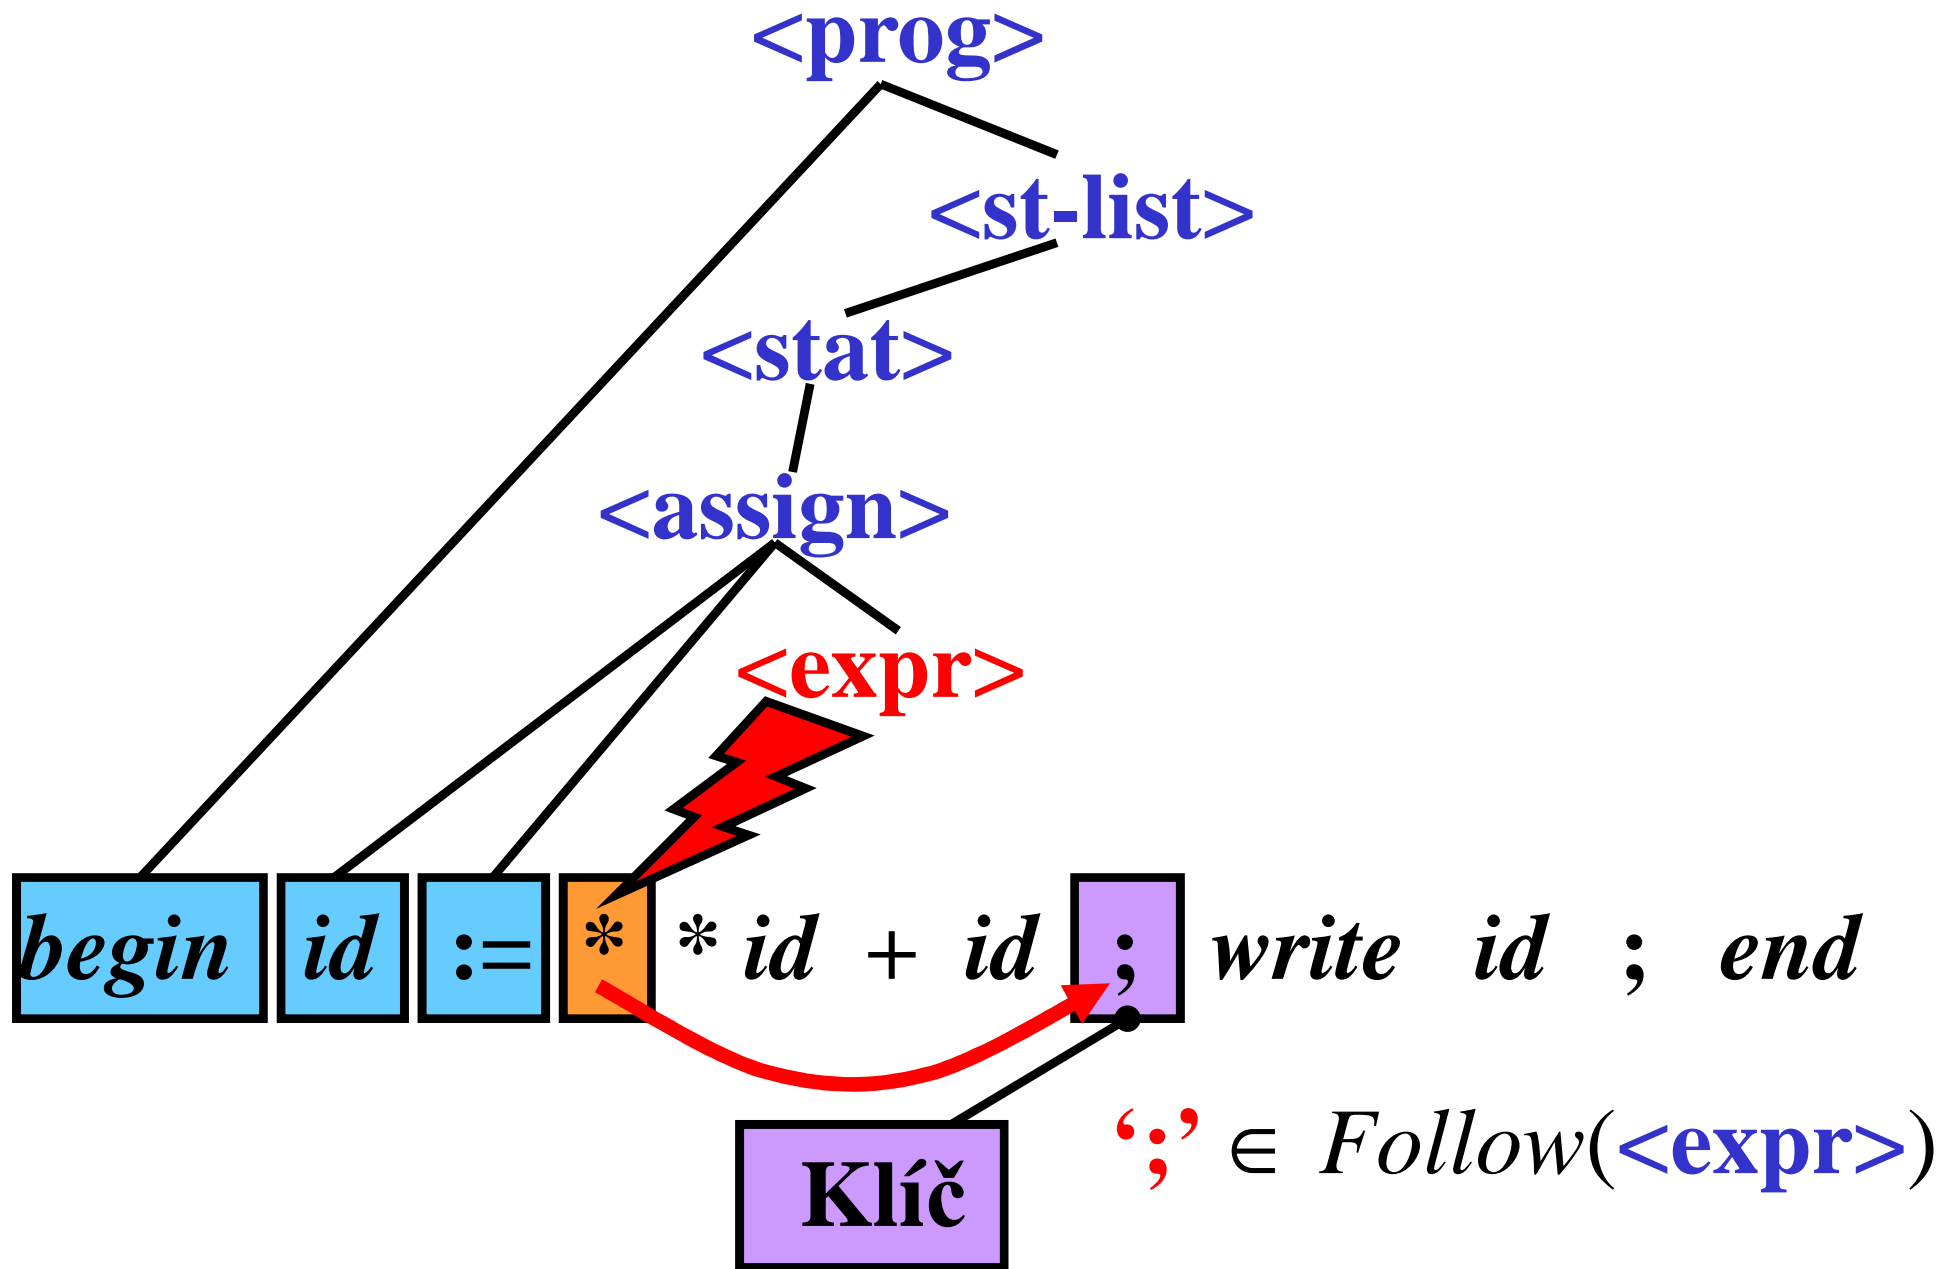 <prog>
<st-list>
<stat>
<assign>
<expr>
begin id := * * id + id ; write id ; end
‘;’ ∈ Follow(<expr>)
Klíč